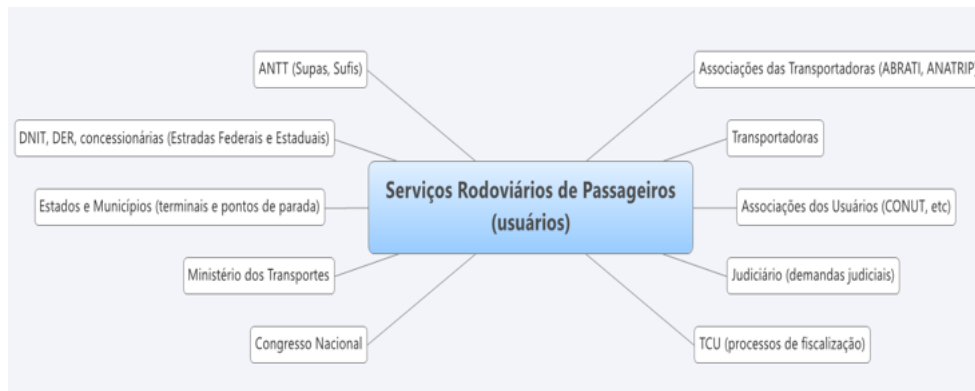 ANTT (Supas, Sufis)
Associações das Transportadoras (ABRATI, ANATRIP)
DNIT, DER, concessionárias (Estradas Federais e Estaduais)
Transportadoras
Serviços Rodoviários de Passageiros
(usuários)
Estados e Municípios (terminais e pontos de parada)
Associações dos Usuários (CONUT, etc)
Ministério dos Transportes
Judiciário (demandas judiciais)
Congresso Nacional
TCU (processos de fiscalização)